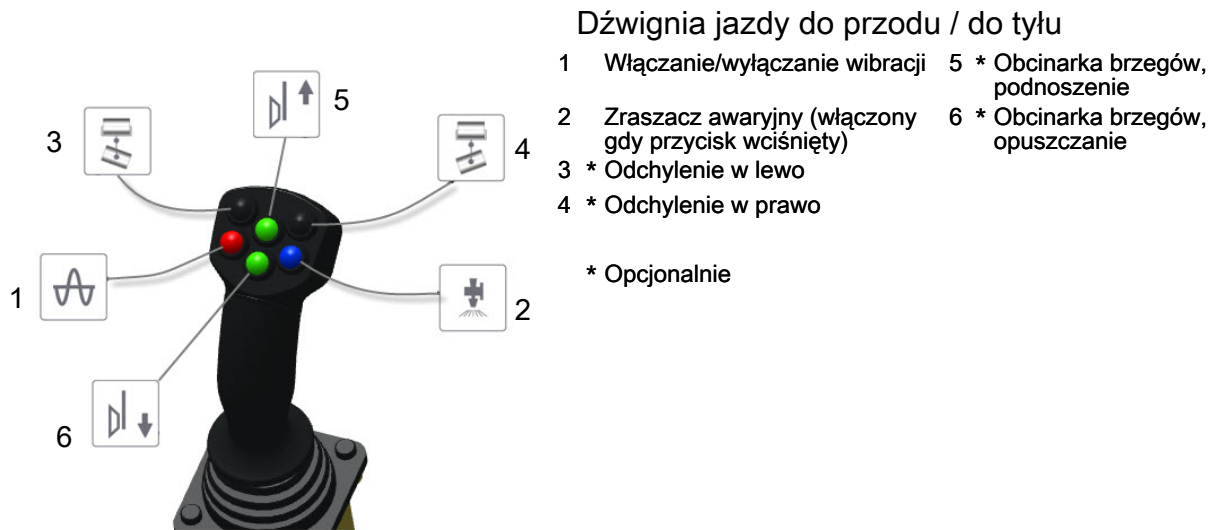 Dźwignia jazdy do przodu / do tyłu
1 Włączanie/wyłączanie wibracji
2 Zraszacz awaryjny (włączony
gdy przycisk wciśnięty)
3 * Odchylenie w lewo
4 * Odchylenie w prawo
* Opcjonalnie
5 * Obcinarka brzegów,
podnoszenie
6 * Obcinarka brzegów,
opuszczanie
5
3
4
1
2
6